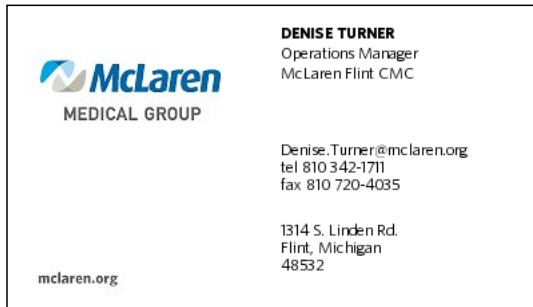 McLaren
MEDICAL GROUP
mclaren.org
DENISE TURNER
Operations Manager
McLaren Flint CMC
Denise.Turner@mclaren.org
tel 810 342-1711
fax 810 720-4035
1314 S. Linden Rd.
Flint, Michigan
48532